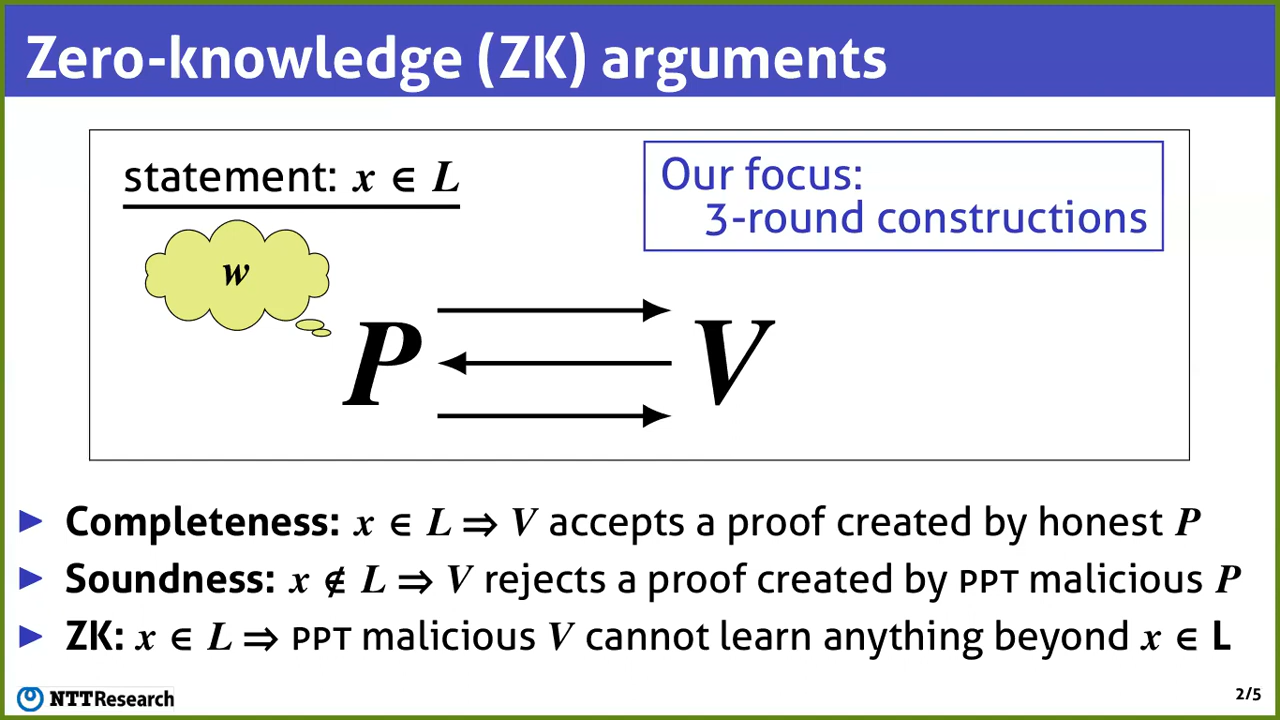 Zero-knowledge (ZK) arguments
statement: x ∈ L
Our focus:
3-round constructions
w
P
V
Completeness: x ∈ L ⇒ V accepts a proof created by honest P
Soundness: x ∉ L ⇒ V rejects a proof created by PPT malicious P
ZK: x ∈ L ⇒ PPT malicious V cannot learn anything beyond x ∈ L
NTTResearch
2/5